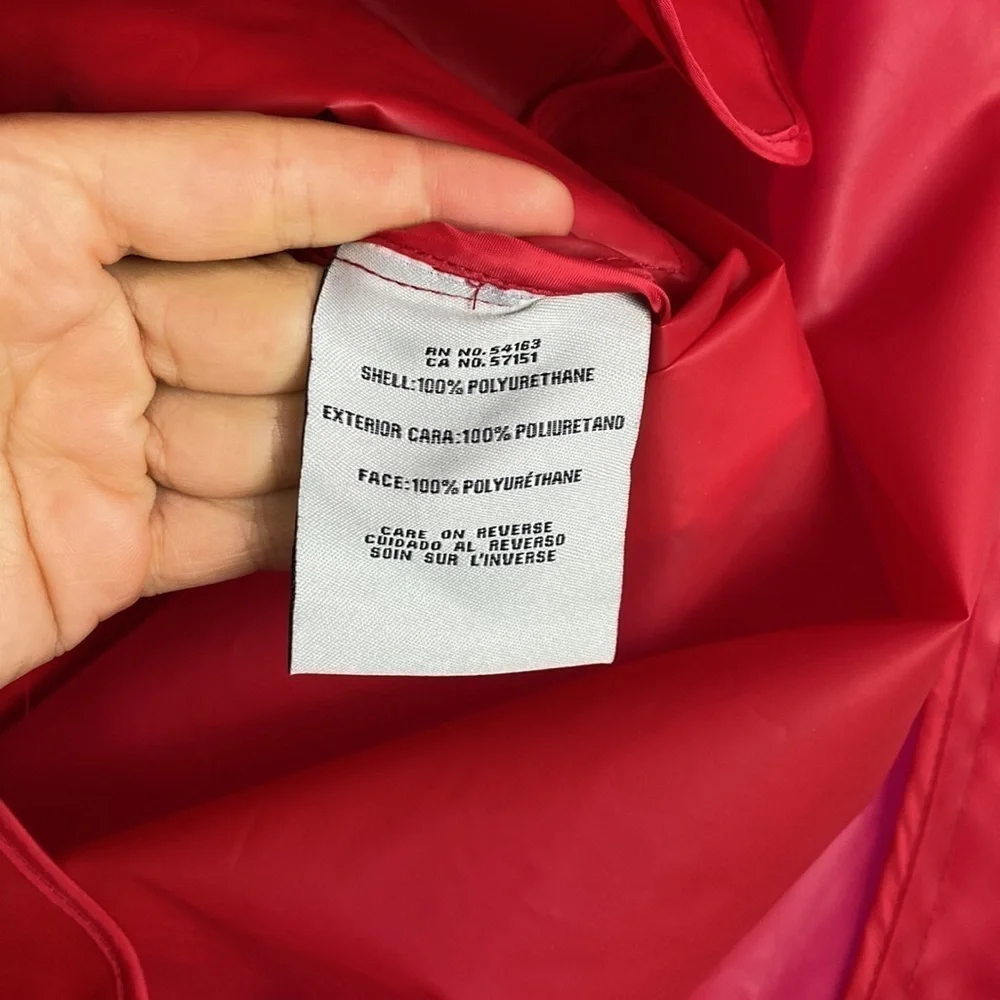 RN NO.54163
CA NO.57151
SHELL:100% POLYURETHANE
EXTERIOR CARA:100% POLIURETANO
FACE:100% POLYURÉTHANE
CARE ON REVERSE
CUIDADO AL REVERSO
SOIN SUR L'INVERSE